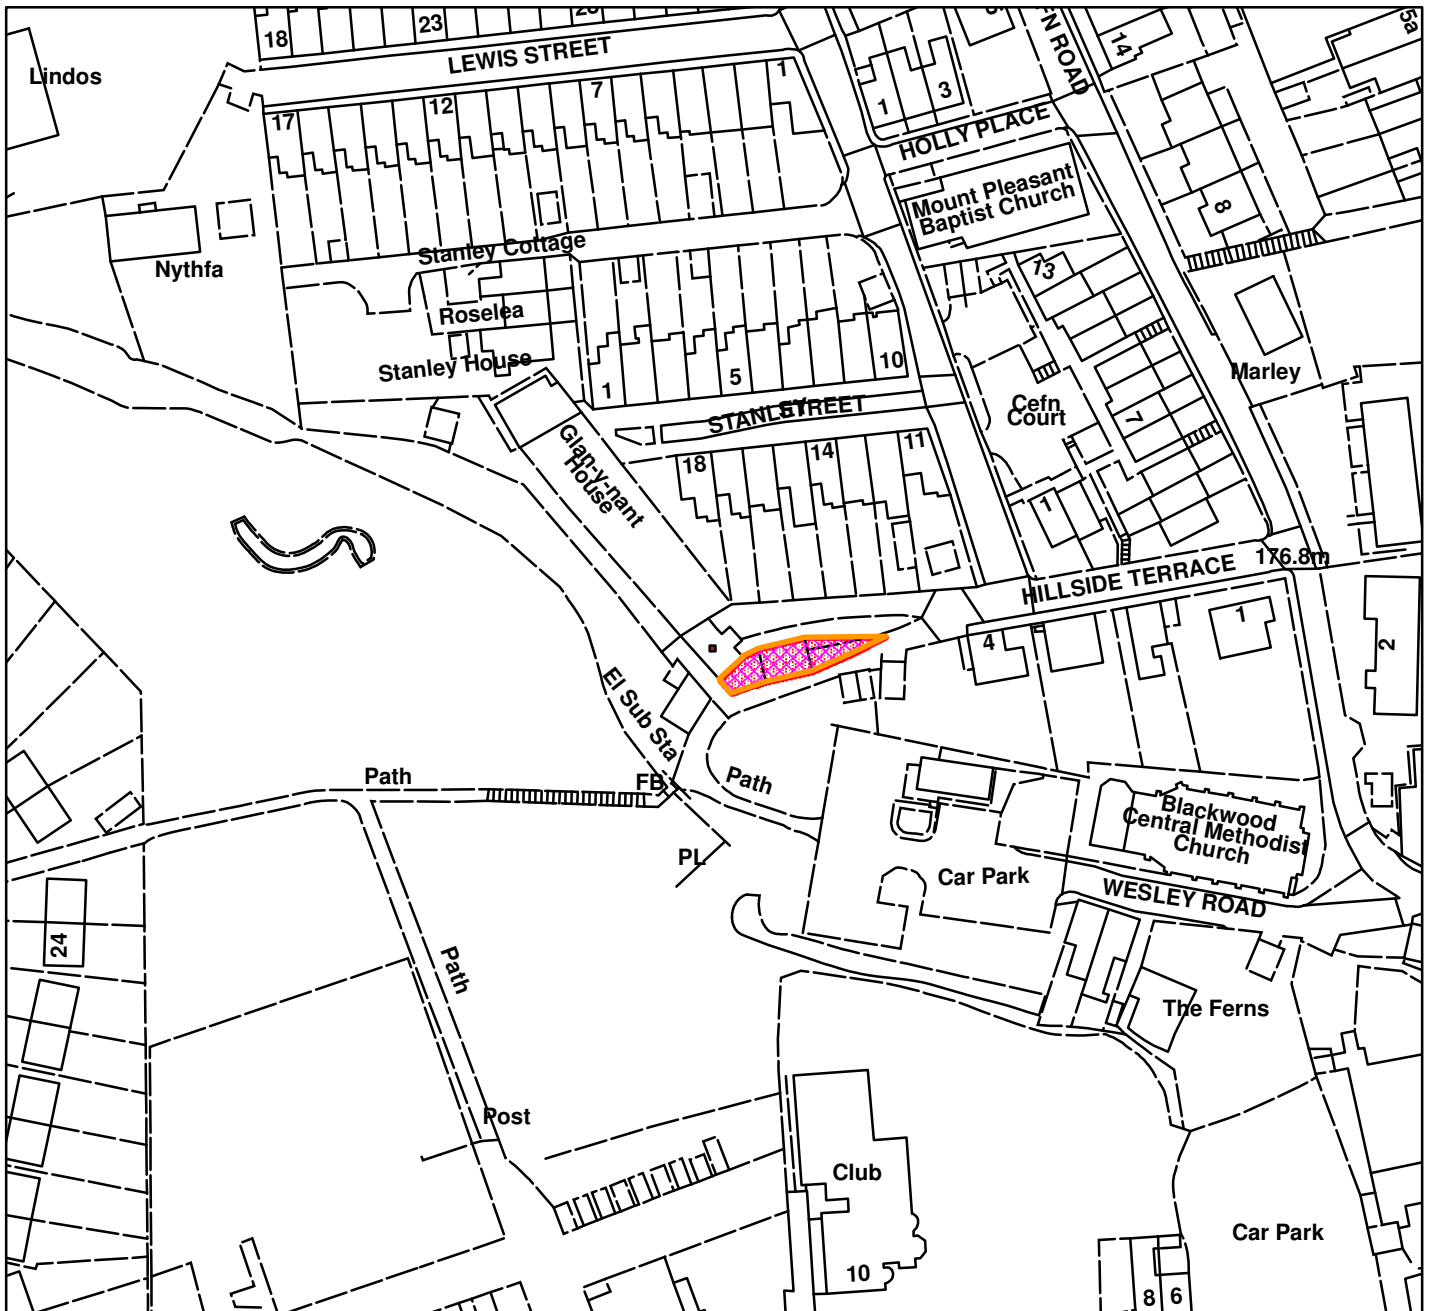 18
23
LEWIS STREET
Lindos
17
12
7
1
1
3
14
5a
FN ROAD
HOLLY PLACE
Mount Pleasant
Baptist Church
8
Nythfa
Stanley Cottage
Roselea
Stanley House
13
1
5
10
STANLEY STREET
Cefn
Court
7
Marley
18
14
11
Glan-y-nant
House
1
HILLSIDE TERRACE
176.8m
4
1
2
El Sub Sta
Path
FB
Path
PL
Blackwood
Central Methodist
Church
Car Park
WESLEY ROAD
24
Path
The Ferns
Post
Club
Car Park
10
8
6